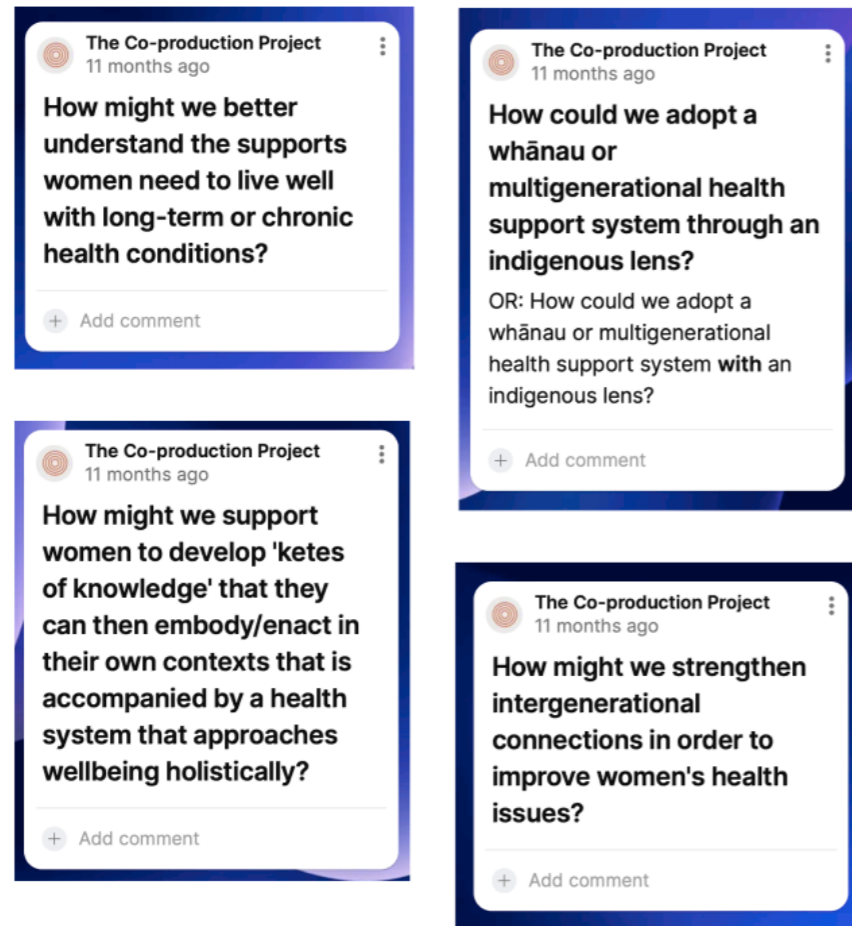 The Co-production Project
11 months ago
How might we better
understand the supports
women need to live well
with long-term or chronic
health conditions?
Add comment
The Co-production Project
11 months ago
How could we adopt a
whānau or
multigenerational health
support system through an
indigenous lens?
OR: How could we adopt a
whānau or multigenerational
health support system with an
indigenous lens?
Add comment
The Co-production Project
11 months ago
How might we support
women to develop 'ketes
of knowledge' that they
can then embody/enact in
their own contexts that is
accompanied by a health
system that approaches
wellbeing holistically?
Add comment
The Co-production Project
11 months ago
How might we strengthen
intergenerational
connections in order to
improve women's health
issues?
Add comment